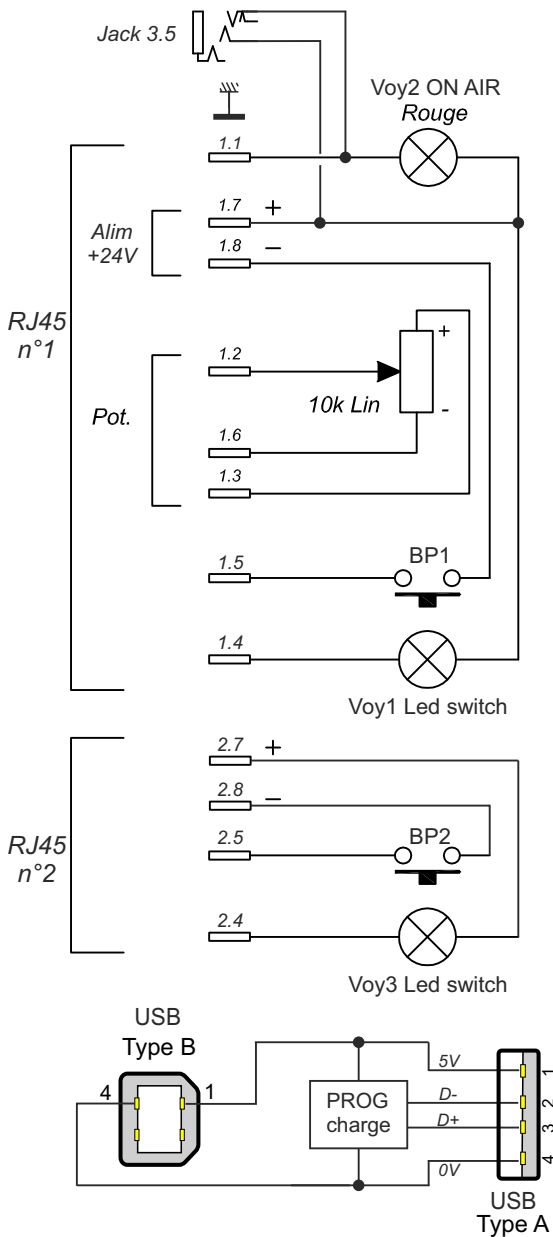 Jack 3.5
Voy2 ON AIR
Rouge
1.1
Alim
+24V
1.7 +
1.8 –
RJ45
n°1
Pot.
1.2
+
10k Lin
-
1.6
1.3
1.5
BP1
1.4
Voy1 Led switch
RJ45
n°2
2.7 +
2.8 –
2.5
BP2
2.4
Voy3 Led switch
USB
Type B
4 1
PROG
charge
5V 1
D- 2
D+ 3
0V 4
USB
Type A